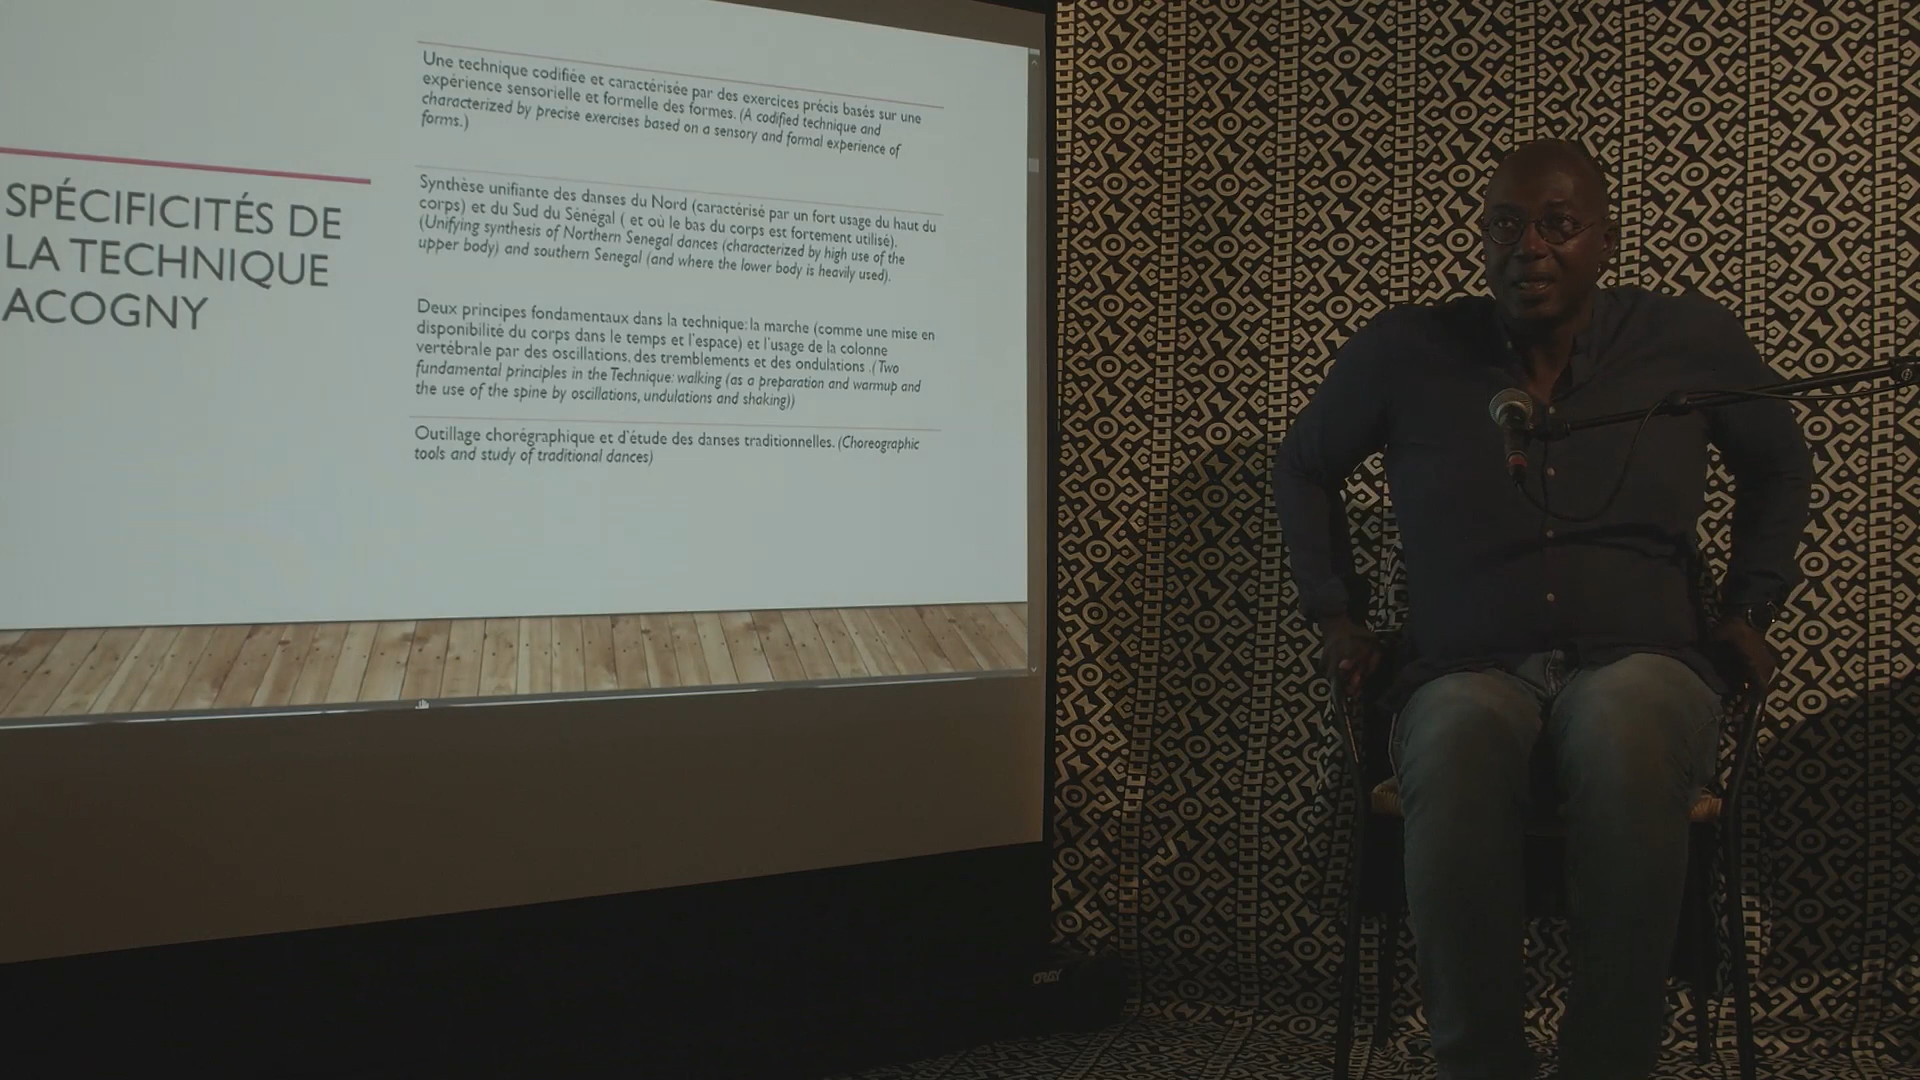 SPÉCIFICITÉS DE
LA TECHNIQUE
ACOGNY
Une technique codifiée et caractérisée par des exercices précis basés sur une
expérience sensorielle et formelle des formes. (A codified technique and
characterized by precise exercises based on a sensory and formal experience of
forms.)
Synthèse unifiante des danses du Nord (caractérisé par un fort usage du haut du
corps) et du Sud du Sénégal ( et où le bas du corps est fortement utilisé).
(Unifying synthesis of Northern Senegal dances (characterized by high use of the
upper body) and southern Senegal (and where the lower body is heavily used).
Deux principes fondamentaux dans la technique: la marche (comme une mise en
disponibilité du corps dans le temps et l'espace) et l'usage de la colonne
vertébrale par des oscillations, des tremblements et des ondulations .(Two
fundamental principles in the Technique: walking (as a preparation and warmup and
the use of the spine by oscillations, undulations and shaking))
Outillage chorégraphique et d'étude des danses traditionnelles. (Choreographic
tools and study of traditional dances)